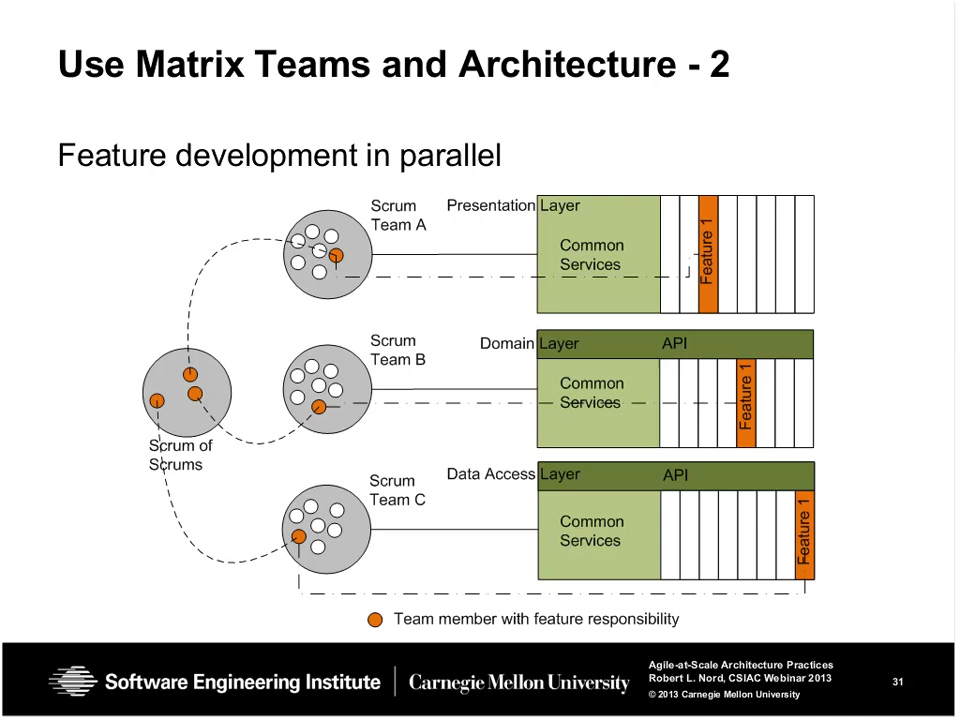 Use Matrix Teams and Architecture - 2
Feature development in parallel
Scrum
Team A
Presentation Layer
Common
Services
Feature 1
Scrum
Team B
Domain Layer
API
Common
Services
Feature 1
Scrum of
Scrums
Scrum
Team C
Data Access Layer
API
Common
Services
Feature 1
Team member with feature responsibility
Software Engineering Institute
Carnegie Mellon University
Agile-at-Scale Architecture Practices
Robert L. Nord, CSIAC Webinar 2013
© 2013 Carnegie Mellon University
31